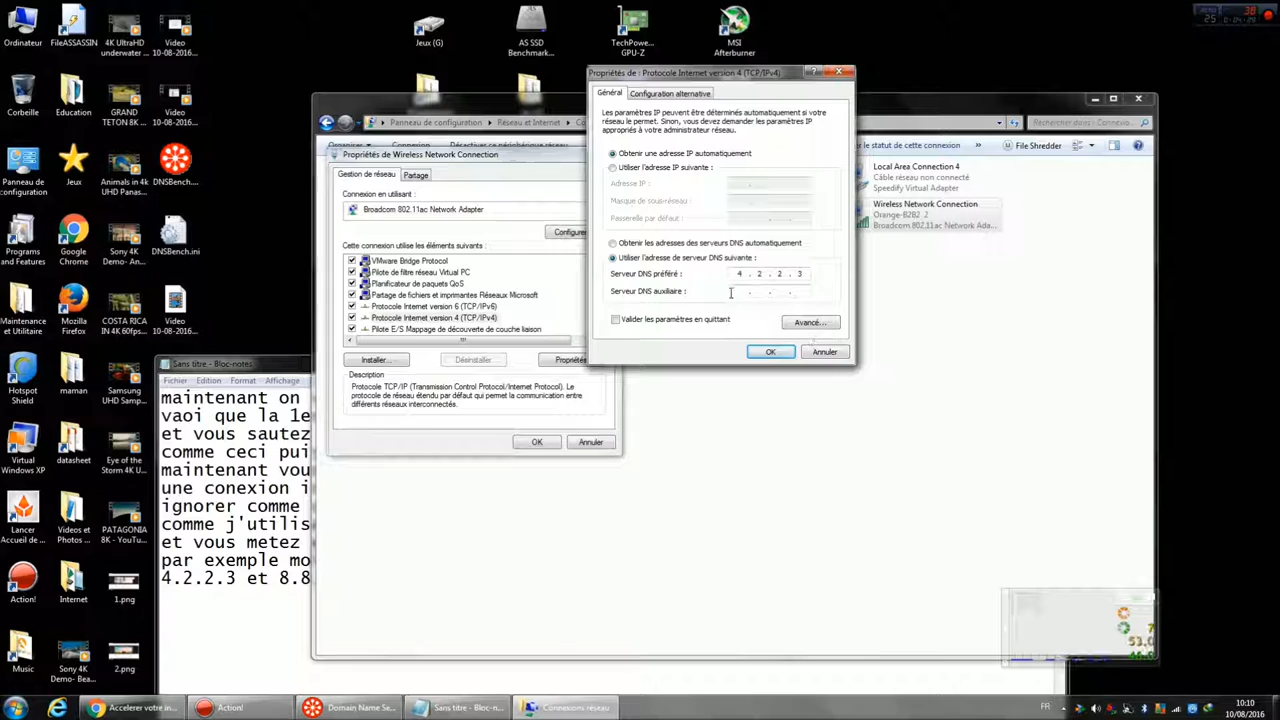 Ordinateur
FileASSASSIN
4K UltraHD
underwater ...
Video
10-08-2016...
Jeux (G)
AS SSD
Benchmark...
TechPowe...
GPU-Z
MSI
Afterburner
25
38
Corbeille
Education
GRAND
TETON 8K ...
Video
10-08-2016...
Panneau de
configuration
Jeux
Animals in 4k
UHD Panas...
DNSBench....
Programs
and Features
Google
Chrome
Sony 4K
Demo- An...
DNSBench.ini
Maintenance
et Utilitaire
Mozilla
Firefox
COSTA RICA
IN 4K 60fps...
Video
10-08-2016...
Hotspot
Shield
maman
Samsung
UHD Samp...
Virtual
Windows XP
datasheet
Eye of the
Storm 4K U...
Lancer
Accueil de ...
Videos et
Photos ...
PATAGONIA
8K - YouTu...
Action!
Internet
1.png
Music
Sony 4K
Demo- Bea...
2.png
Panneau de configuration
Réseau et Internet
Rechercher dans : Connexio...
Organiser
Désactiver ce périphérique réseau
r le statut de cette connexion
»
File Shredder
Local Area Connection 4
Câble réseau non connecté
Speedify Virtual Adapter
Wireless Network Connection
Orange-B2B2 2
Broadcom 802.11ac Network Ada...
Propriétés de Wireless Network Connection
Gestion de réseau
Partage
Connexion en utilisant :
Broadcom 802.11ac Network Adapter
Configurer
Cette connexion utilise les éléments suivants :
VMware Bridge Protocol
Pilote de filtre réseau Virtual PC
Planificateur de paquets QoS
Partage de fichiers et imprimantes Réseaux Microsoft
Protocole Internet version 6 (TCP/IPv6)
Protocole Internet version 4 (TCP/IPv4)
Pilote E/S Mappage de découverte de couche liaison
Installer...
Désinstaller
Propriétés
Description
Protocole TCP/IP (Transmission Control Protocol/Internet Protocol). Le
protocole de réseau étendu par défaut qui permet la communication entre
différents réseaux interconnectés.
OK
Annuler
Propriétés de : Protocole Internet version 4 (TCP/IPv4)
Général
Configuration alternative
Les paramètres IP peuvent être déterminés automatiquement si votre
réseau le permet. Sinon, vous devez demander les paramètres IP
appropriés à votre administrateur réseau.
Obtenir une adresse IP automatiquement
Utiliser l'adresse IP suivante :
Adresse IP :
Masque de sous-réseau :
Passerelle par défaut :
Obtenir les adresses des serveurs DNS automatiquement
Utiliser l'adresse de serveur DNS suivante :
Serveur DNS préféré : 4 . 2 . 2 . 3
Serveur DNS auxiliaire : . . .
Valider les paramètres en quittant
Avancé...
OK
Annuler
Sans titre - Bloc-notes
Fichier Edition Format Affichage
maintenant on
vaoi que la 1e
et vous sautez
comme ceci pui
maintenant vou
une conexion i
ignorer comme
comme j'utilis
et vous metez
par exemple mo
4.2.2.3 et 8.8
53.0
Accelerer votre in...
Action!
Domain Name Se...
Sans titre - Bloc-n...
Connexions réseau
FR
10:10
10/08/2016